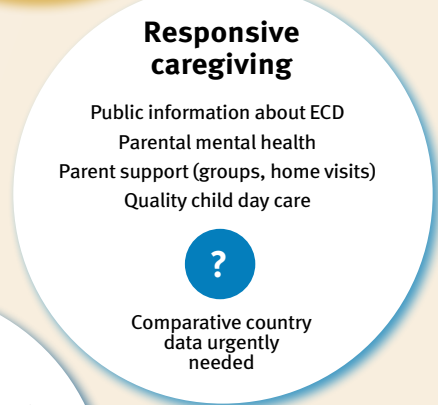 Responsive
caregiving
Public information about ECD
Parental mental health
Parent support (groups, home visits)
Quality child day care
?
Comparative country
data urgently
needed